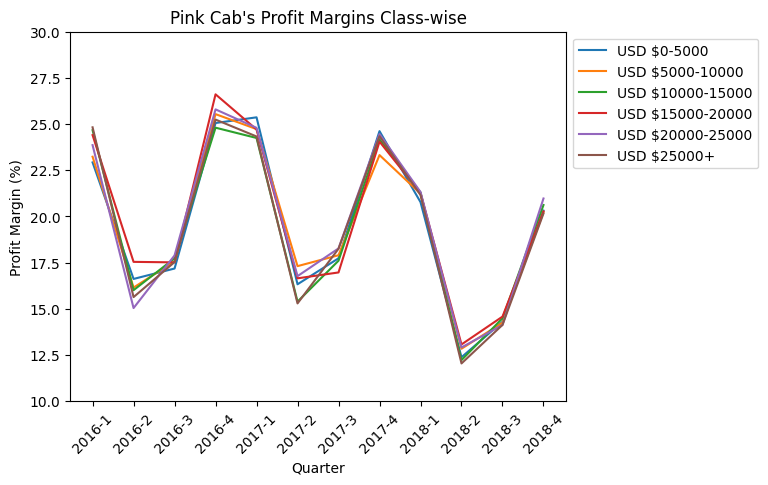 Pink Cab's Profit Margins Class-wise
30.0
27.5
25.0
22.5
20.0
17.5
15.0
12.5
10.0
Profit Margin (%)
2016-1
2016-2
2016-3
2016-4
2017-1
2017-2
2017-3
2017-4
2018-1
2018-2
2018-3
2018-4
Quarter
USD $0-5000
USD $5000-10000
USD $10000-15000
USD $15000-20000
USD $20000-25000
USD $25000+